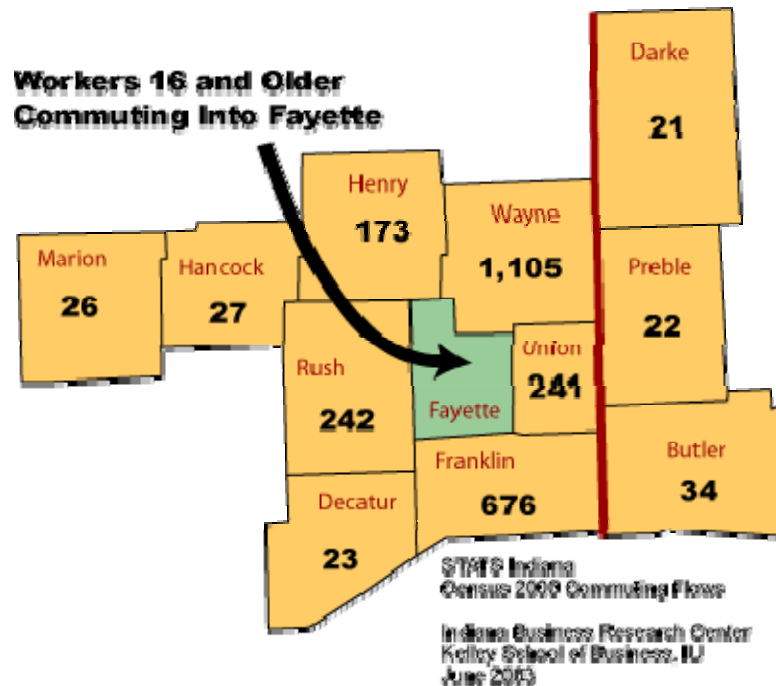 Workers 16 and Older
Commuting Into Fayette
Darke
21
Henry
173
Wayne
1,105
Marion
26
Hancock
27
Preble
22
Rush
242
Union
241
Fayette
Franklin
676
Butler
34
Decatur
23
STATS Indiana
Census 2000 Commuting Flows
Indiana Business Research Center
Kelley School of Business, IU
June 2003